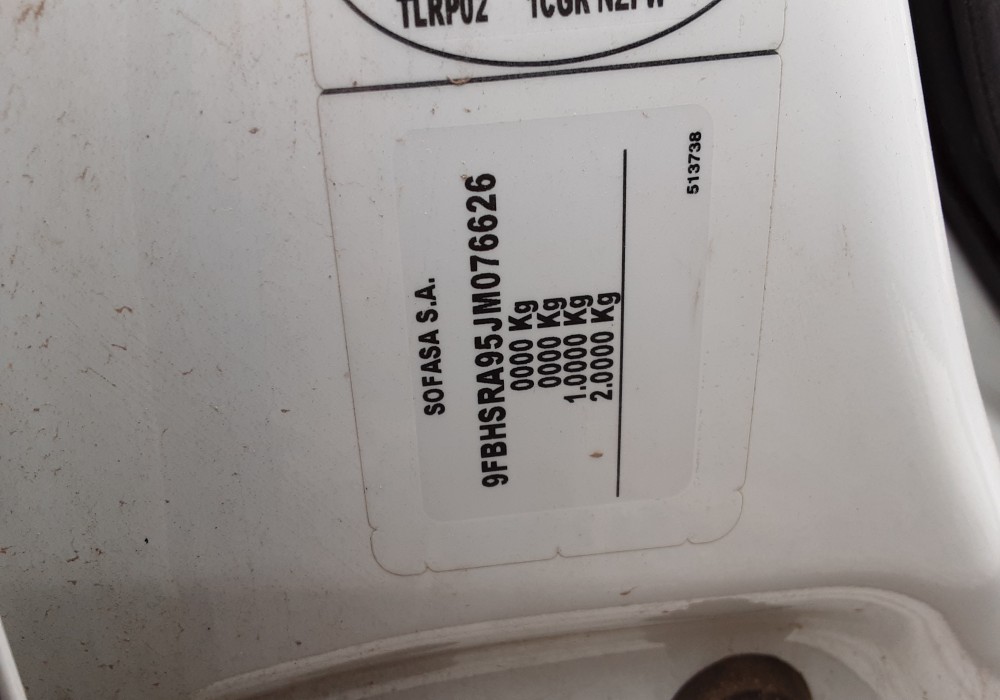 TLRP02
SOFASA S.A.
9FBHSRA95JM076626
0000 Kg
0000 Kg
1.0000 Kg
2.0000 Kg
513738